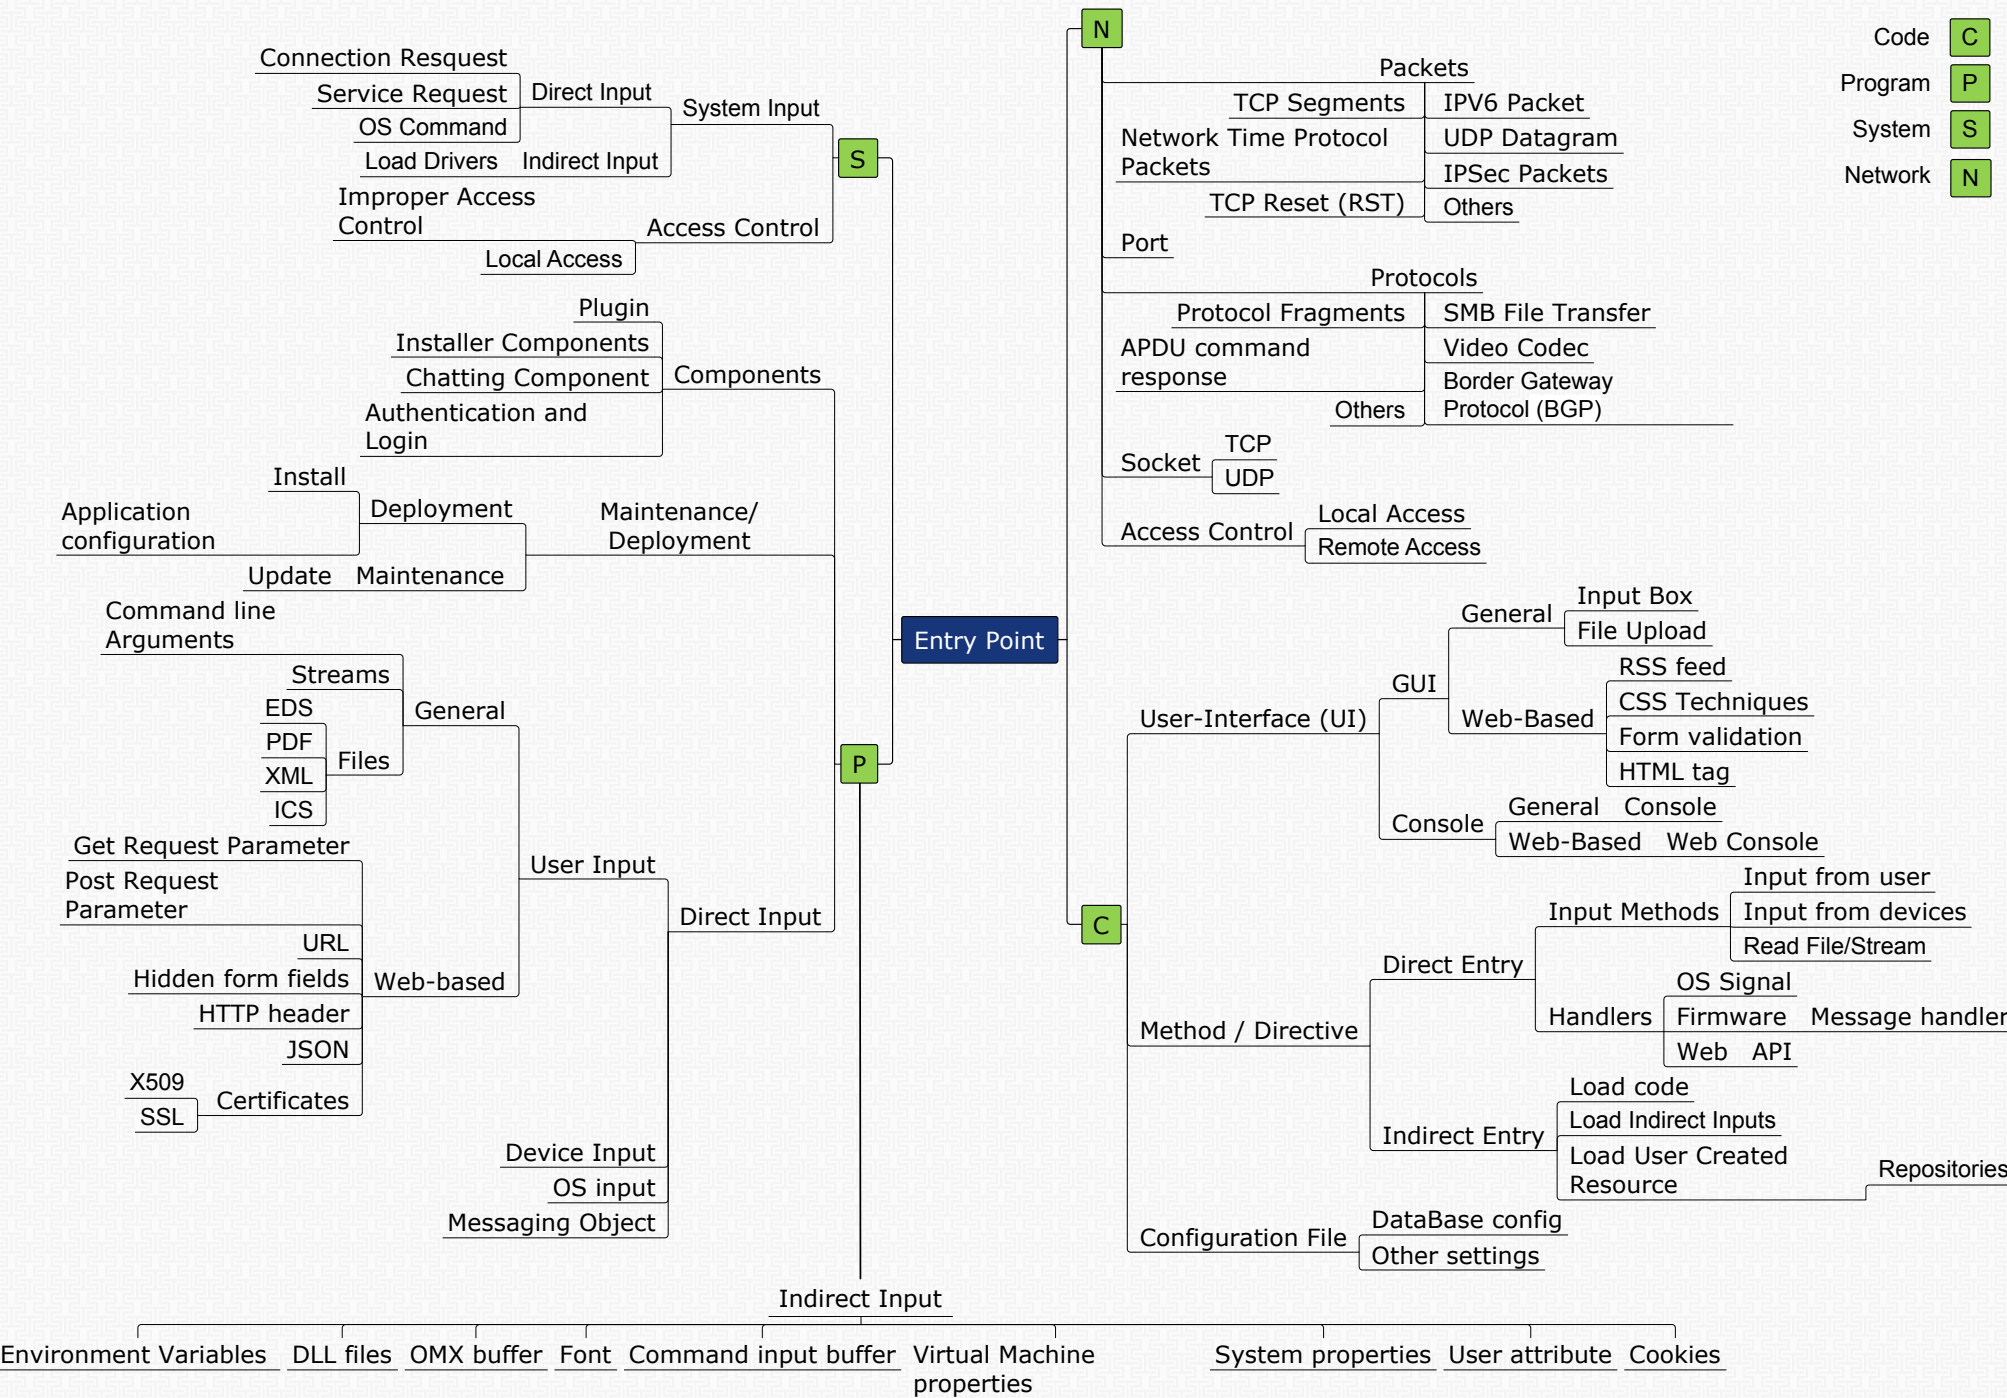 Code
C
Program
P
System
S
Network
N
Entry Point
S
System Input
Direct Input
Connection Resquest
Service Request
OS Command
Indirect Input
Load Drivers
Access Control
Improper Access
Control
Local Access
P
Components
Plugin
Installer Components
Chatting Component
Authentication and
Login
Maintenance/
Deployment
Deployment
Install
Application
configuration
Maintenance
Update
Direct Input
User Input
General
Command line
Arguments
Streams
Files
EDS
PDF
XML
ICS
Web-based
Get Request Parameter
Post Request
Parameter
URL
Hidden form fields
HTTP header
JSON
Certificates
X509
SSL
Device Input
OS input
Messaging Object
Indirect Input
Environment Variables
DLL files
OMX buffer
Font
Command input buffer
Virtual Machine
properties
System properties
User attribute
Cookies
N
Packets
TCP Segments
Network Time Protocol
Packets
TCP Reset (RST)
IPV6 Packet
UDP Datagram
IPSec Packets
Others
Port
Protocols
Protocol Fragments
APDU command
response
Others
SMB File Transfer
Video Codec
Border Gateway
Protocol (BGP)
Socket
TCP
UDP
Access Control
Local Access
Remote Access
C
User-Interface (UI)
GUI
General
Input Box
File Upload
Web-Based
RSS feed
CSS Techniques
Form validation
HTML tag
Console
General
Console
Web-Based
Web Console
Method / Directive
Direct Entry
Input Methods
Input from user
Input from devices
Read File/Stream
Handlers
OS Signal
Firmware
Message handler
Web
API
Indirect Entry
Load code
Load Indirect Inputs
Load User Created
Resource
Repositories
Configuration File
DataBase config
Other settings